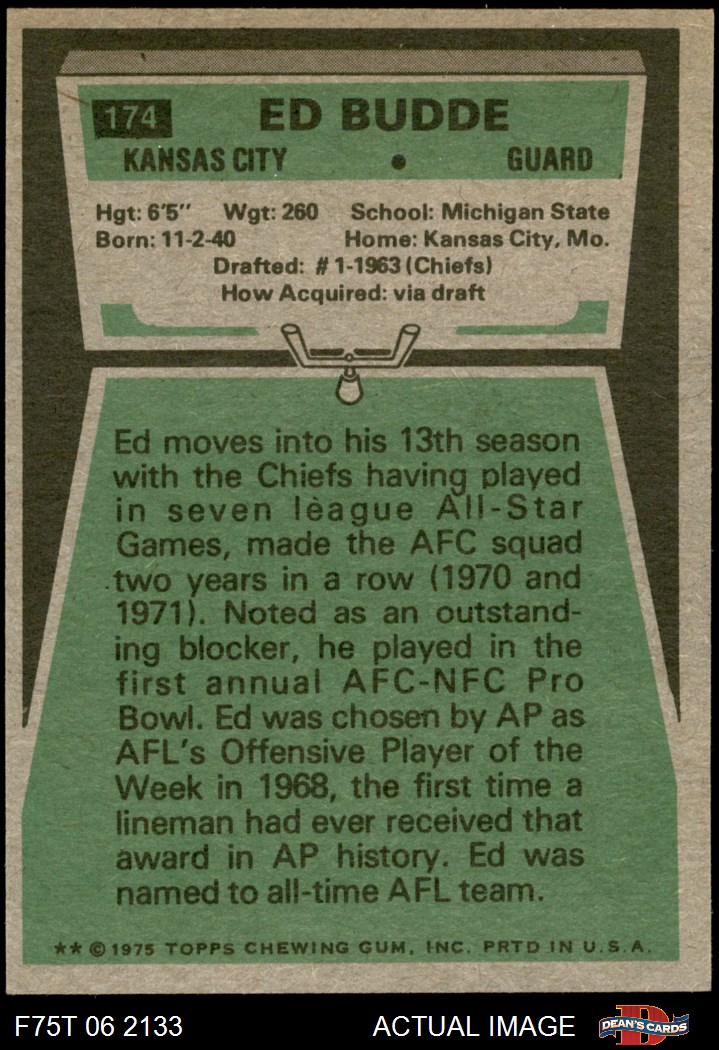 174 ED BUDDE
KANSAS CITY • GUARD
Hgt: 6'5" Wgt: 260 School: Michigan State
Born: 11-2-40 Home: Kansas City, Mo.
Drafted: #1-1963 (Chiefs)
How Acquired: via draft
Ed moves into his 13th season
with the Chiefs having played
in seven league All-Star
Games, made the AFC squad
two years in a row (1970 and
1971). Noted as an outstand-
ing blocker, he played in the
first annual AFC-NFC Pro
Bowl. Ed was chosen by AP as
AFL's Offensive Player of the
Week in 1968, the first time a
lineman had ever received that
award in AP history. Ed was
named to all-time AFL team.
** © 1975 TOPPS CHEWING GUM, INC. PRTD IN U.S.A.
F75T 06 2133 ACTUAL IMAGE D DEAN'S CARDS